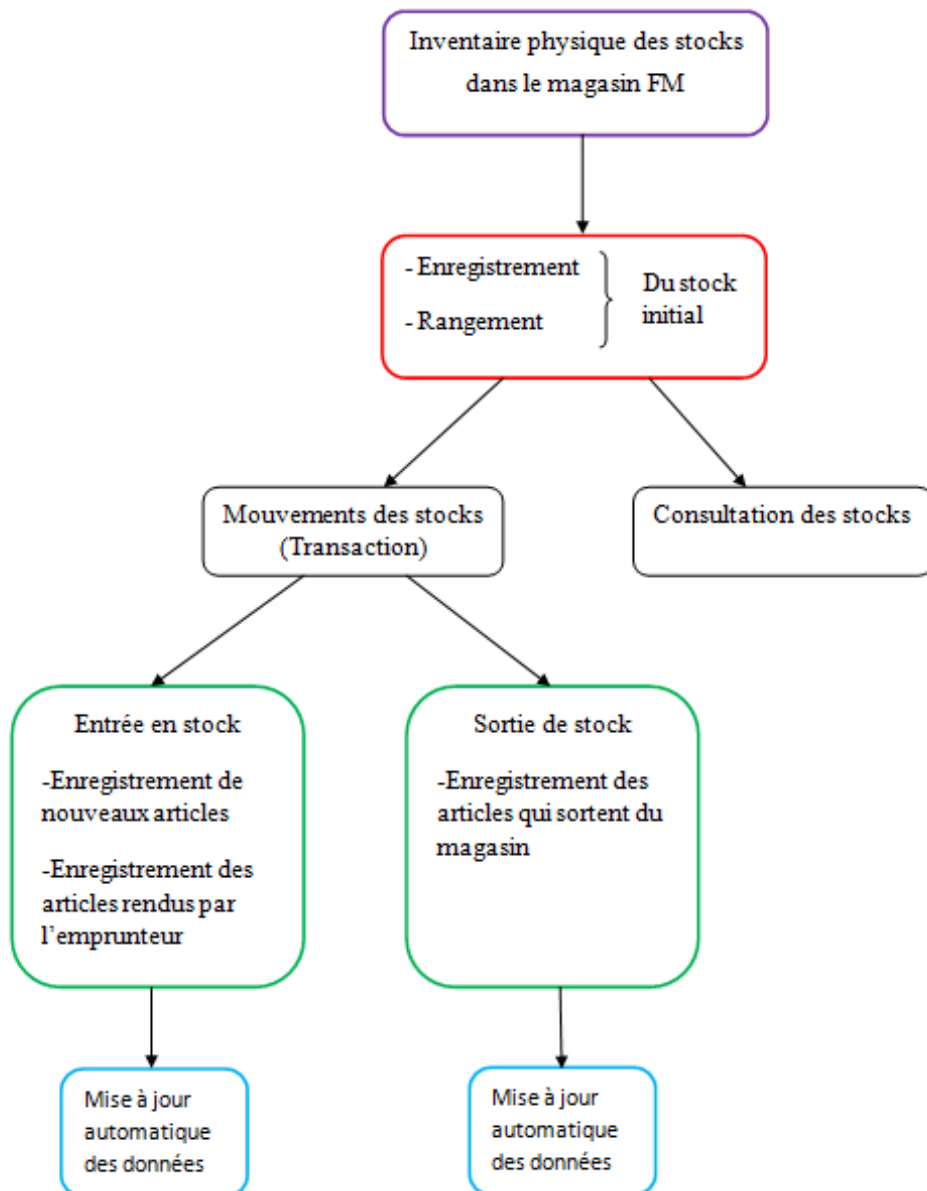 Inventaire physique des stocks
dans le magasin FM
- Enregistrement
- Rangement
Du stock
initial
Mouvements des stocks
(Transaction)
Consultation des stocks
Entrée en stock
-Enregistrement de
nouveaux articles
-Enregistrement des
articles rendus par
l’emprunteur
Sortie de stock
-Enregistrement des
articles qui sortent du
magasin
Mise à jour
automatique
des données
Mise à jour
automatique
des données